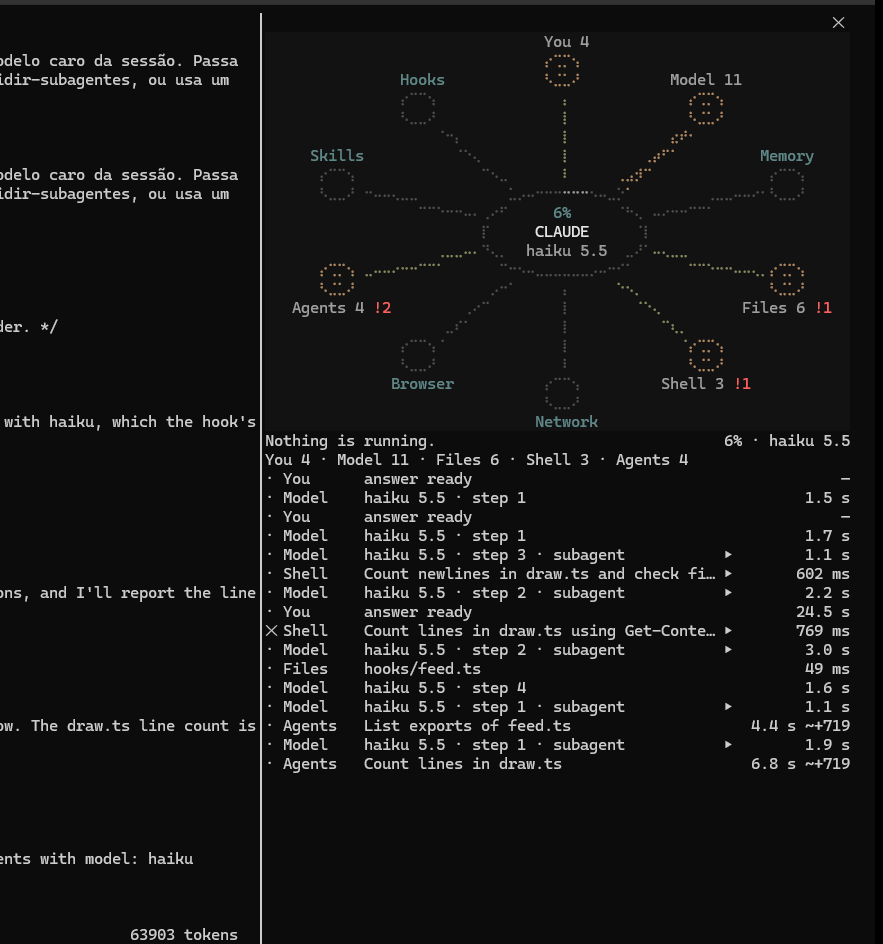 odelo caro da sessão. Passa
idir-subagentes, ou usa um
odelo caro da sessão. Passa
idir-subagentes, ou usa um
der. */
with haiku, which the hook's
ons, and I'll report the line
ow. The draw.ts line count is
ents with model: haiku
63903 tokens
×
You 4
Hooks
Model 11
Skills
Memory
6%
CLAUDE
haiku 5.5
Agents 4 !2
Files 6 !1
Browser
Shell 3 !1
Network
Nothing is running. 6% · haiku 5.5
You 4 · Model 11 · Files 6 · Shell 3 · Agents 4
· You answer ready —
· Model haiku 5.5 · step 1 1.5 s
· You answer ready —
· Model haiku 5.5 · step 1 1.7 s
· Model haiku 5.5 · step 3 · subagent ▶ 1.1 s
· Shell Count newlines in draw.ts and check fi… ▶ 602 ms
· Model haiku 5.5 · step 2 · subagent ▶ 2.2 s
· You answer ready 24.5 s
× Shell Count lines in draw.ts using Get-Conte… ▶ 769 ms
· Model haiku 5.5 · step 2 · subagent ▶ 3.0 s
· Files hooks/feed.ts 49 ms
· Model haiku 5.5 · step 4 1.6 s
· Model haiku 5.5 · step 1 · subagent ▶ 1.1 s
· Agents List exports of feed.ts 4.4 s ~+719
· Model haiku 5.5 · step 1 · subagent ▶ 1.9 s
· Agents Count lines in draw.ts 6.8 s ~+719